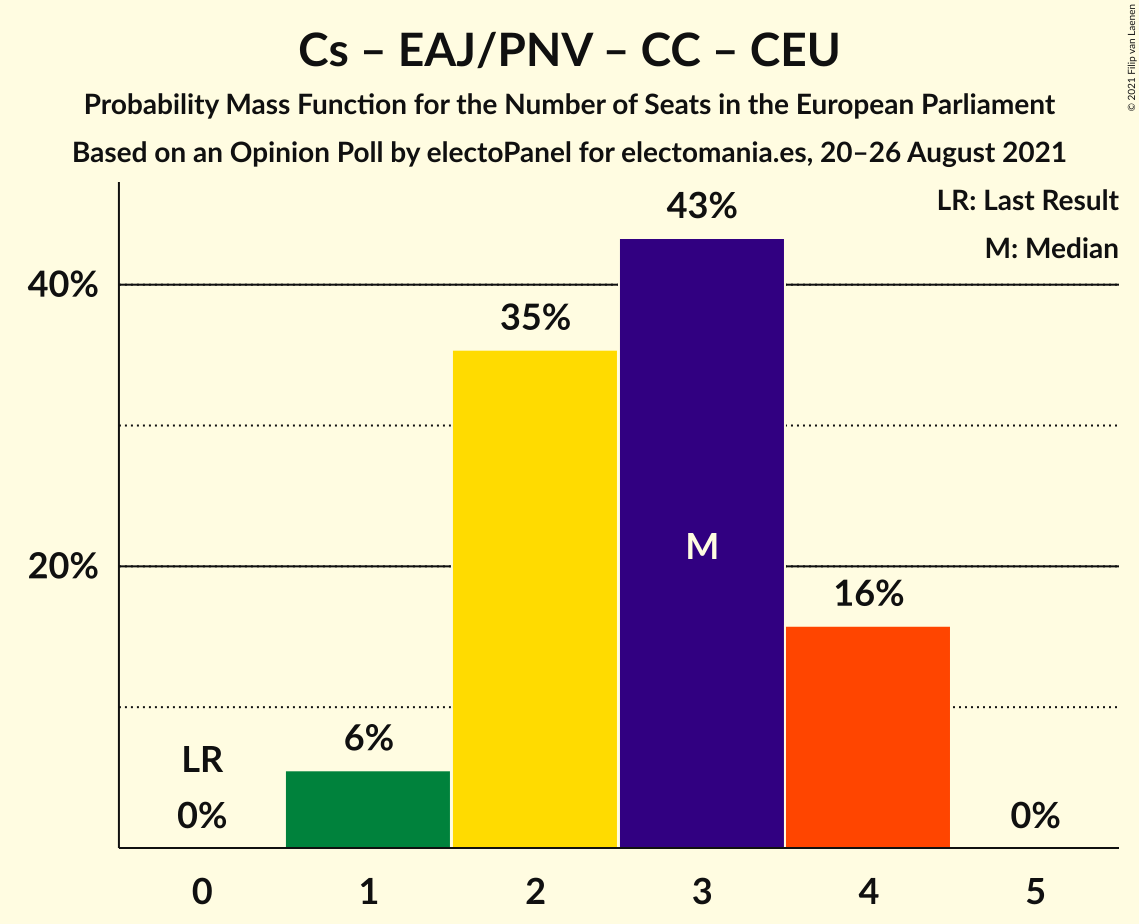 Cs – EAJ/PNV – CC – CEU
Probability Mass Function for the Number of Seats in the European Parliament
Based on an Opinion Poll by electoPanel for electomania.es, 20–26 August 2021
© 2021 Filip van Laenen
LR: Last Result
M: Median
43%
40%
35%
M
20%
16%
6%
LR
0%
0%
0 1 2 3 4 5